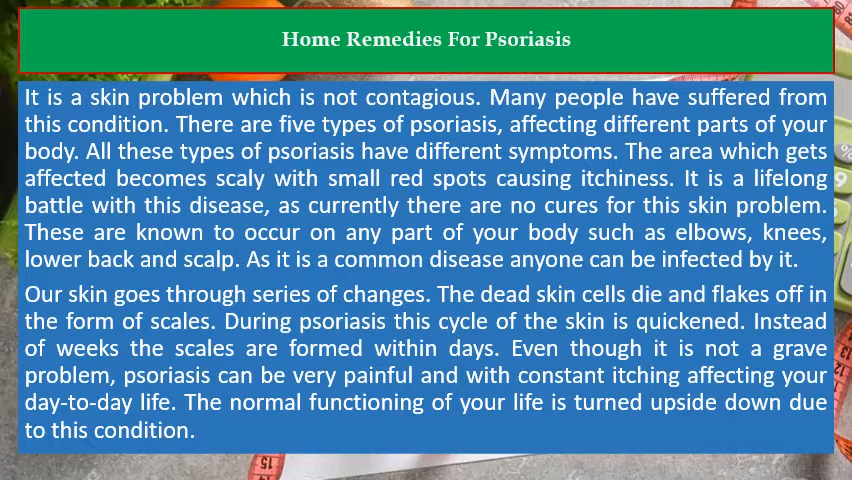 Home Remedies For Psoriasis
It is a skin problem which is not contagious. Many people have suffered from
this condition. There are five types of psoriasis, affecting different parts of your
body. All these types of psoriasis have different symptoms. The area which gets
affected becomes scaly with small red spots causing itchiness. It is a lifelong
battle with this disease, as currently there are no cures for this skin problem.
These are known to occur on any part of your body such as elbows, knees,
lower back and scalp. As it is a common disease anyone can be infected by it.
Our skin goes through series of changes. The dead skin cells die and flakes off in
the form of scales. During psoriasis this cycle of the skin is quickened. Instead
of weeks the scales are formed within days. Even though it is not a grave
problem, psoriasis can be very painful and with constant itching affecting your
day-to-day life. The normal functioning of your life is turned upside down due
to this condition.
15